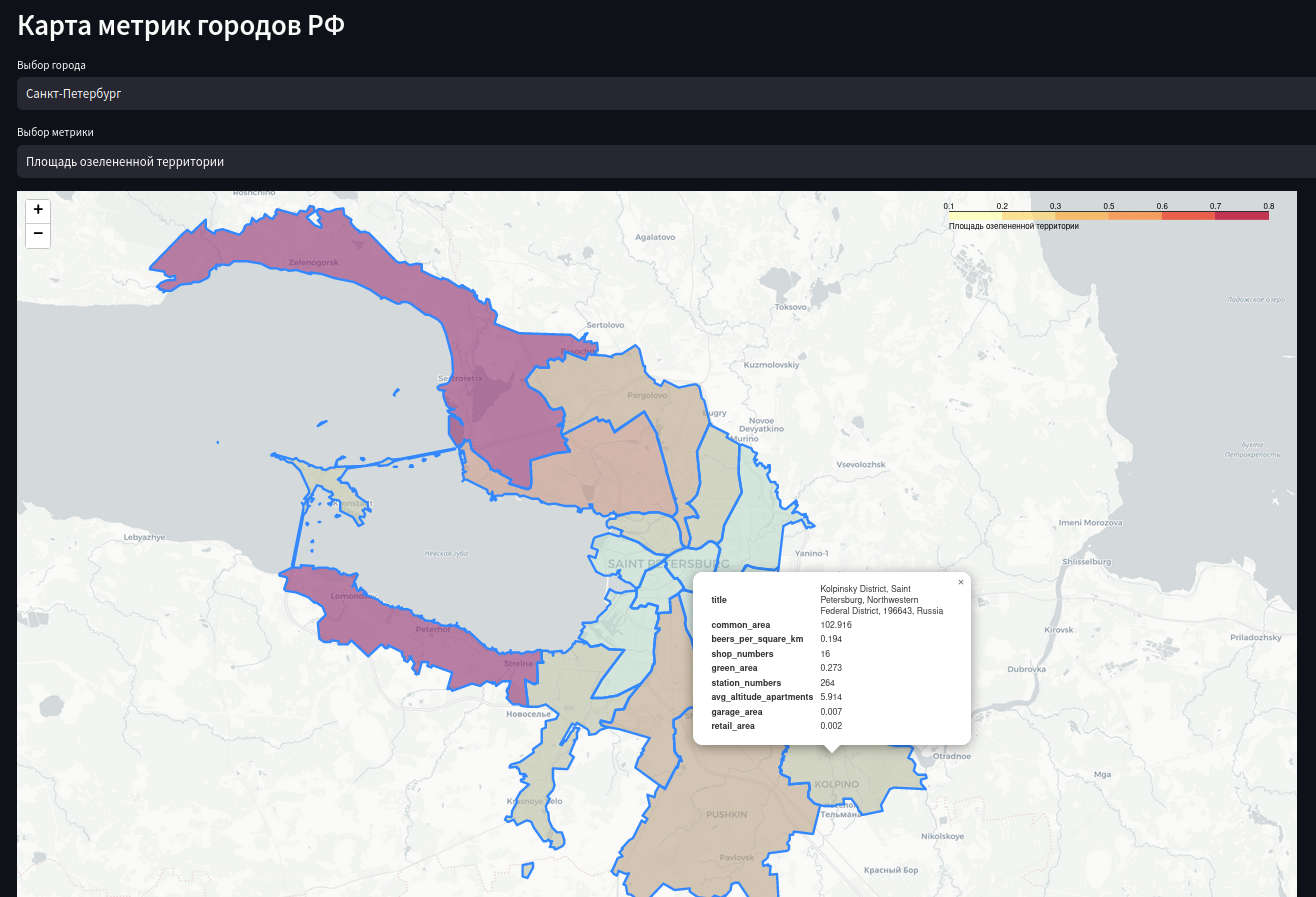 Карта метрик городов РФ
Выбор города
Санкт-Петербург
Выбор метрики
Площадь озелененной территории
Roshchino
+
−
0.1 0.2 0.3 0.5 0.6 0.7 0.8
Площадь озелененной территории
Agalatovo
Zelenogorsk
Ладожское озеро
Toksovo
Sertolovo
Kuzmolovskiy
Sestroretsk
Pargolovo
Bugry
Novoe
Devyatkino
Murino
Бухта
Петрокрепость
Vsevolozhsk
Kronstadt
Imeni Morozova
Lebyazhye
Невская губа
Yanino-1
SAINT PETERSBURG
Shlisselburg
×
title Kolpinsky District, Saint
Petersburg, Northwestern
Federal District, 196643, Russia
common_area 102.916
beers_per_square_km 0.194
shop_numbers 16
green_area 0.273
station_numbers 264
avg_altitude_apartments 5.914
garage_area 0.007
retail_area 0.002
Lomonosov
Peterhof
Kirovsk
Priladozhsky
Strelna
Dubrovka
Новоселье
Otradnoe
Mga
KOLPINO
Krasnoye Selo
PUSHKIN
Тельмана
Nikolskoye
Pavlovsk
Красный Бор